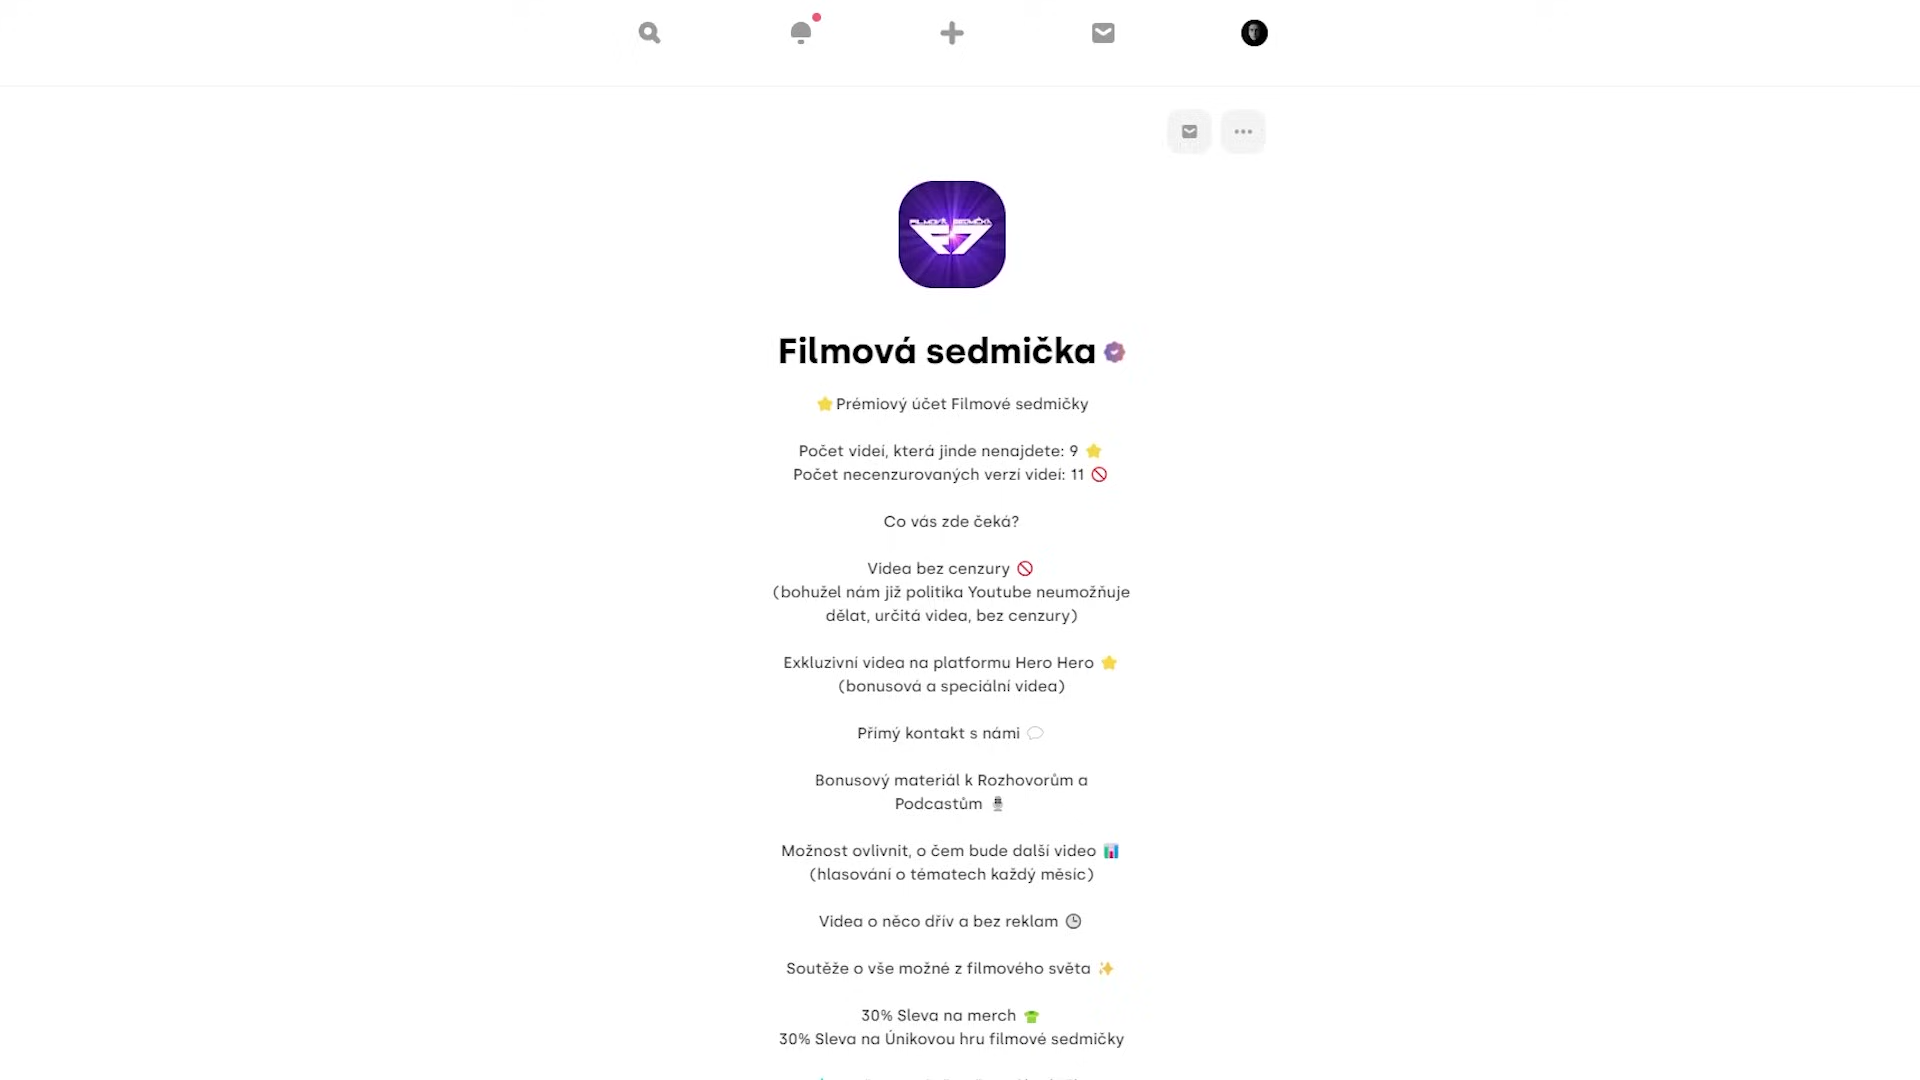 FILMOVÁ SEDMIČKA
F7
Filmová sedmička
Prémiový účet Filmové sedmičky
Počet videí, která jinde nenajdete: 9
Počet necenzurovaných verzí videí: 11
Co vás zde čeká?
Videa bez cenzury
(bohužel nám již politika Youtube neumožňuje
dělat, určitá videa, bez cenzury)
Exkluzivní videa na platformu Hero Hero
(bonusová a speciální videa)
Přímý kontakt s námi
Bonusový materiál k Rozhovorům a
Podcastům
Možnost ovlivnit, o čem bude další video
(hlasování o tématech každý měsíc)
Videa o něco dřív a bez reklam
Soutěže o vše možné z filmového světa
30% Sleva na merch
30% Sleva na Únikovou hru filmové sedmičky